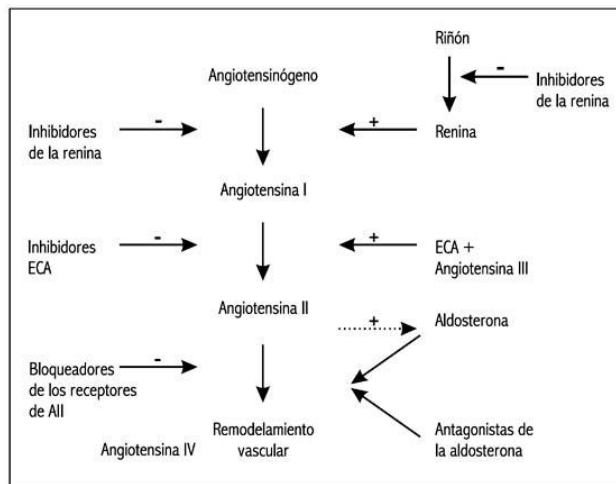 Riñón
Angiotensinógeno
-
Inhibidores
de la renina
Inhibidores
de la renina
-
+
Renina
Angiotensina I
Inhibidores
ECA
-
+
ECA +
Angiotensina III
Angiotensina II
+
Aldosterona
Bloqueadores
de los receptores
de AII
-
Angiotensina IV
Remodelamiento
vascular
Antagonistas de
la aldosterona